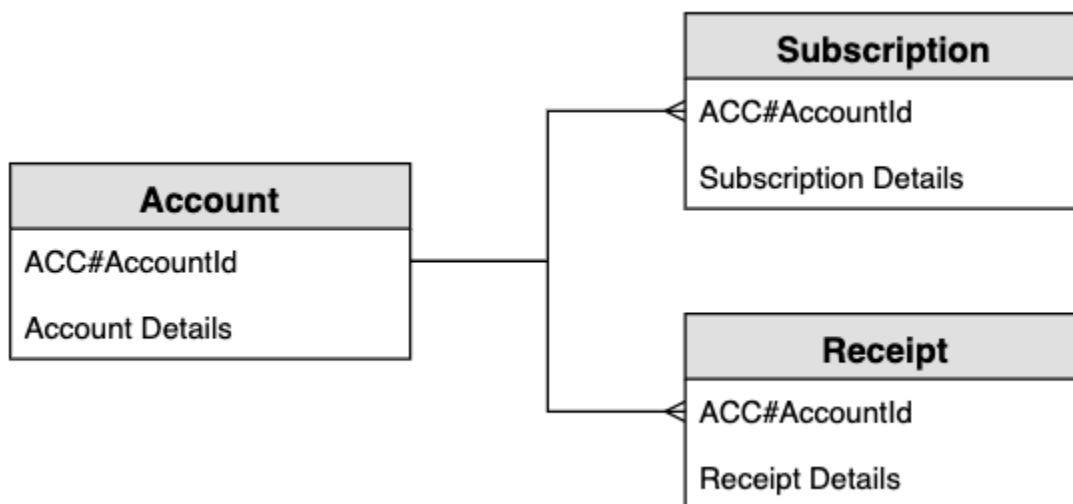 Subscription
ACC#AccountId
Subscription Details
Account
ACC#AccountId
Account Details
Receipt
ACC#AccountId
Receipt Details